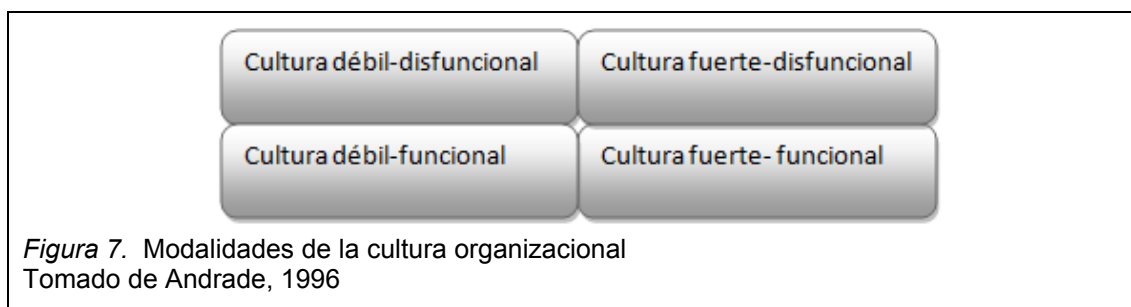 Cultura débil-disfuncional
Cultura fuerte-disfuncional
Cultura débil-funcional
Cultura fuerte- funcional
Figura 7.  Modalidades de la cultura organizacional
Tomado de Andrade, 1996